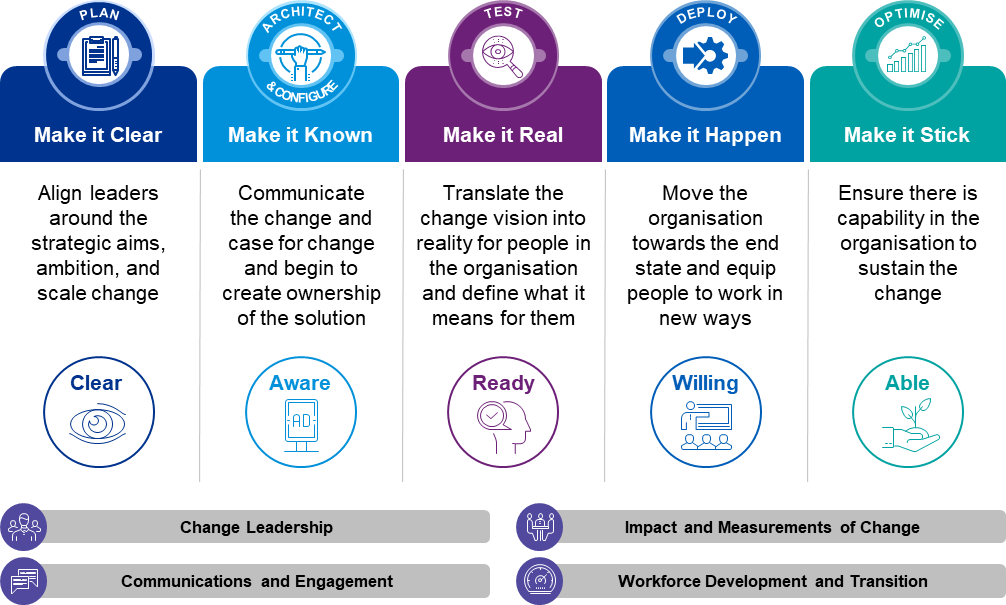 PLAN
Make it Clear
Align leaders
around the
strategic aims,
ambition, and
scale change
Clear
ARCHITECT
& CONFIGURE
Make it Known
Communicate
the change and
case for change
and begin to
create ownership
of the solution
Aware
AD
TEST
Make it Real
Translate the
change vision into
reality for people in
the organisation
and define what it
means for them
Ready
DEPLOY
Make it Happen
Move the
organisation
towards the end
state and equip
people to work in
new ways
Willing
OPTIMISE
Make it Stick
Ensure there is
capability in the
organisation to
sustain the
change
Able
Change Leadership
Impact and Measurements of Change
Communications and Engagement
Workforce Development and Transition